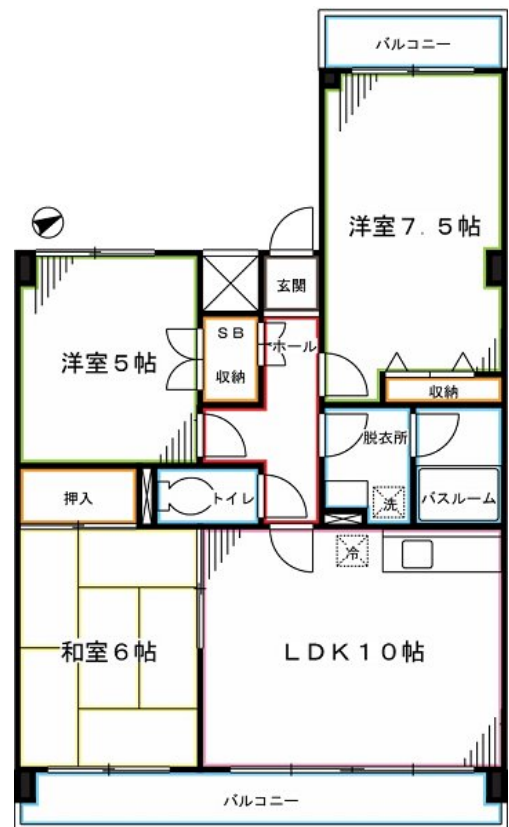 バルコニー
洋室7.5帖
玄関
SB
収納
ホール
洋室5帖
収納
脱衣所
押入
トイレ
洗
バスルーム
冷
和室6帖
LDK10帖
バルコニー